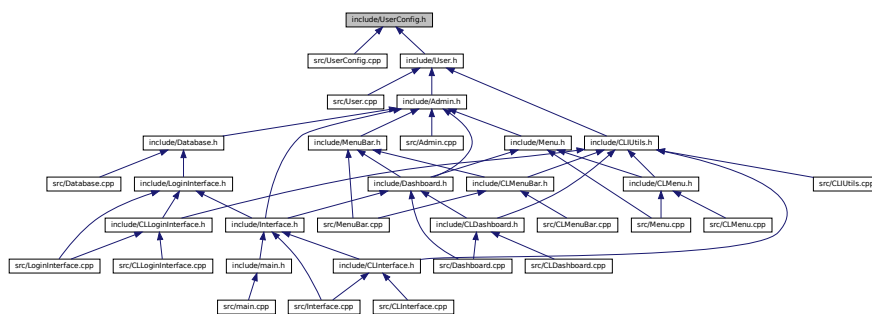 include/UserConfig.h
src/UserConfig.cpp
include/User.h
src/User.cpp
include/Admin.h
include/Database.h
include/MenuBar.h
src/Admin.cpp
include/Menu.h
include/CLIUtils.h
src/Database.cpp
include/LoginInterface.h
include/Dashboard.h
include/CLMenuBar.h
include/CLMenu.h
src/CLIUtils.cpp
include/CLLoginInterface.h
include/Interface.h
src/MenuBar.cpp
include/CLDashboard.h
src/CLMenuBar.cpp
src/Menu.cpp
src/CLMenu.cpp
src/LoginInterface.cpp
src/CLLoginInterface.cpp
include/main.h
include/CLInterface.h
src/Dashboard.cpp
src/CLDashboard.cpp
src/main.cpp
src/Interface.cpp
src/CLInterface.cpp